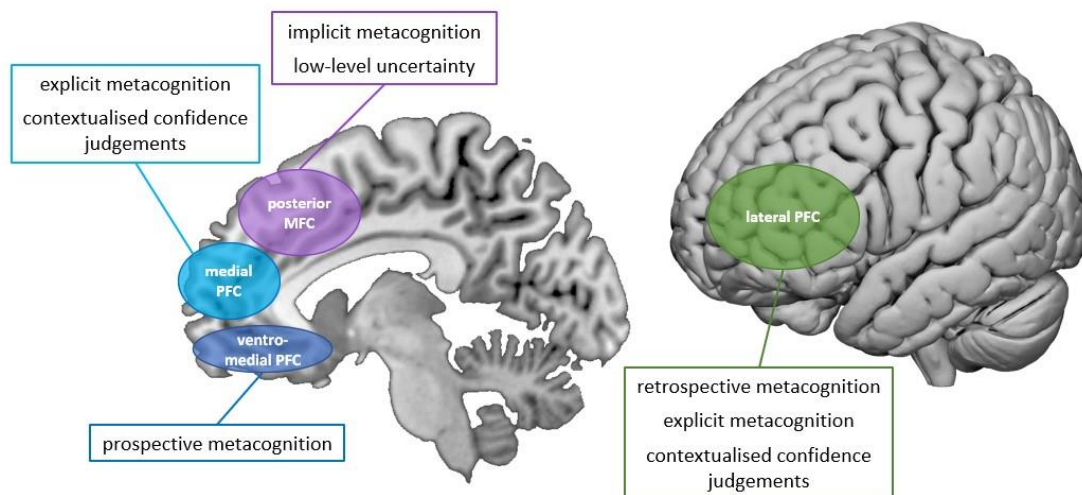 implicit metacognition
low-level uncertainty
explicit metacognition
contextualised confidence
judgements
posterior
MFC
medial
PFC
ventro-
medial PFC
prospective metacognition
lateral PFC
retrospective metacognition
explicit metacognition
contextualised confidence
judgements